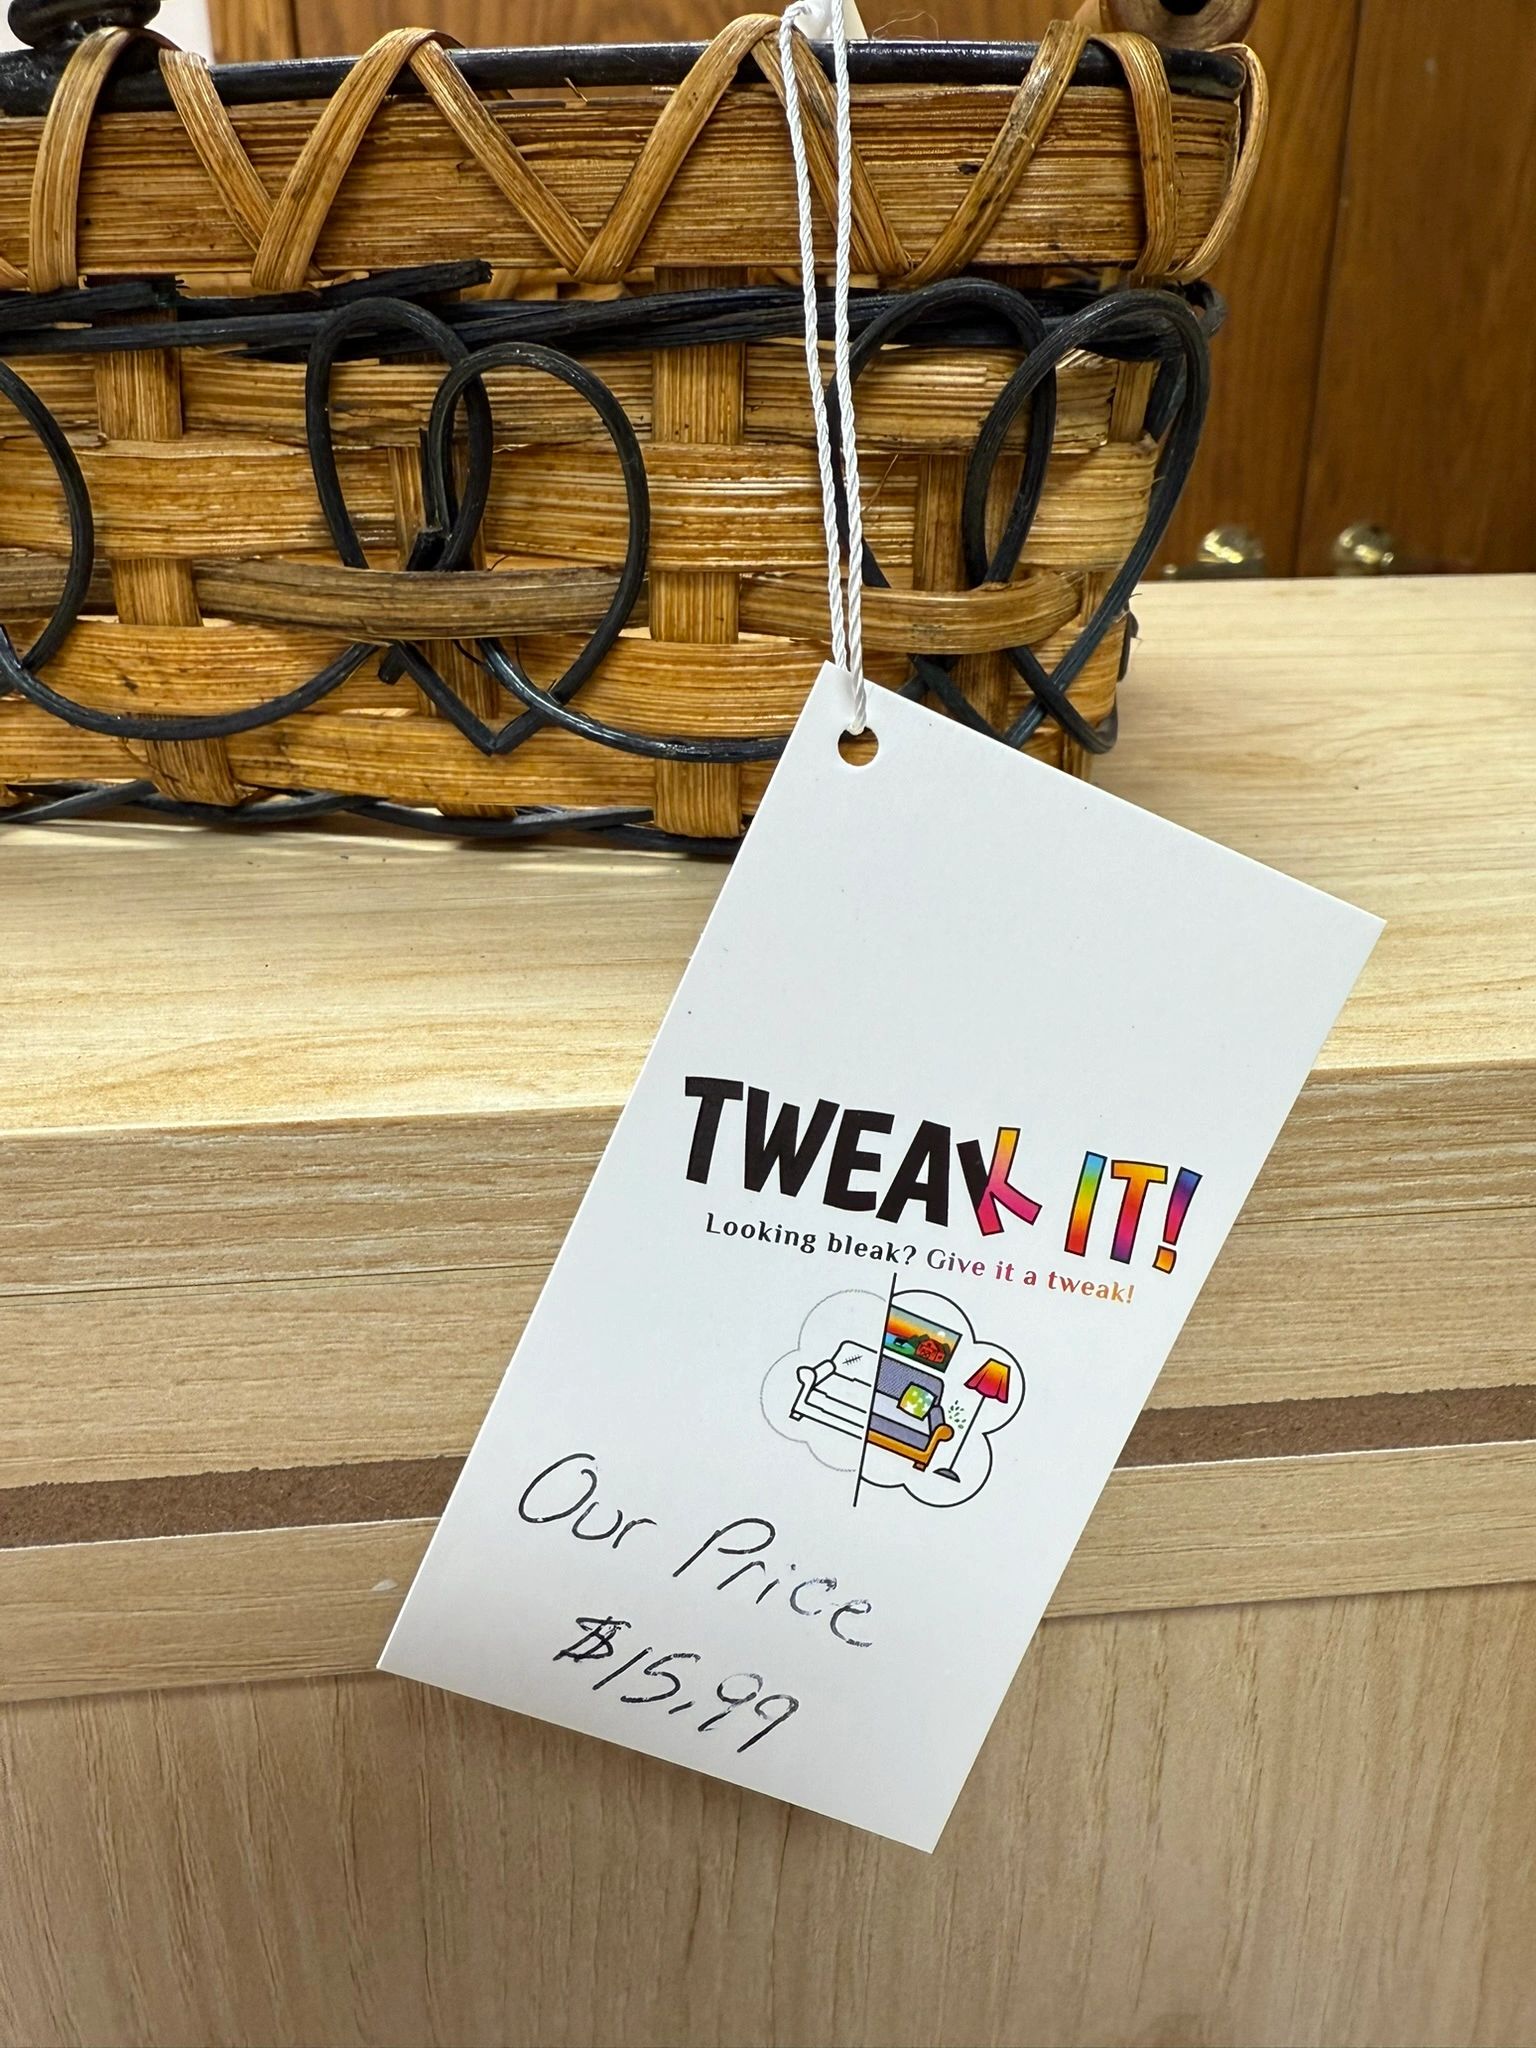 TWEAK IT!
Looking bleak? Give it a tweak!
Our Price
$15.99